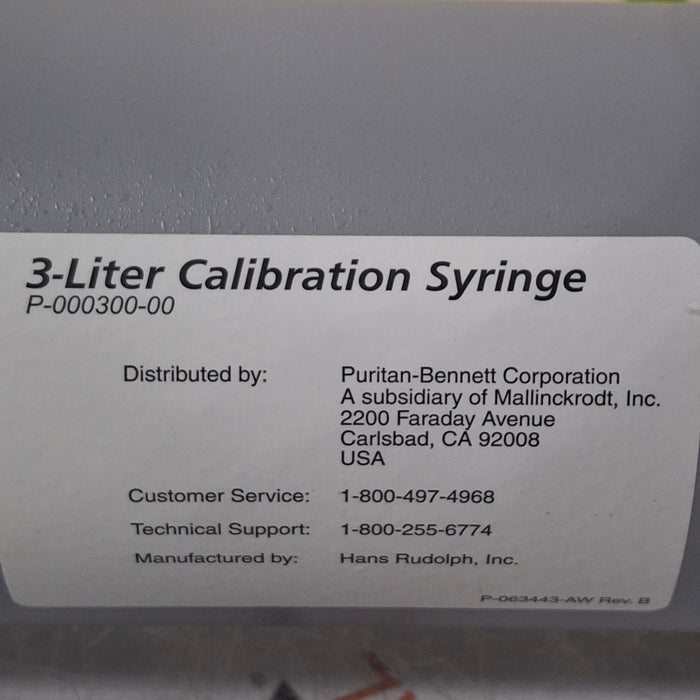 3-Liter Calibration Syringe
P-000300-00
Distributed by: Puritan-Bennett Corporation
A subsidiary of Mallinckrodt, Inc.
2200 Faraday Avenue
Carlsbad, CA 92008
USA
Customer Service: 1-800-497-4968
Technical Support: 1-800-255-6774
Manufactured by: Hans Rudolph, Inc.
P-063443-AW Rev. B